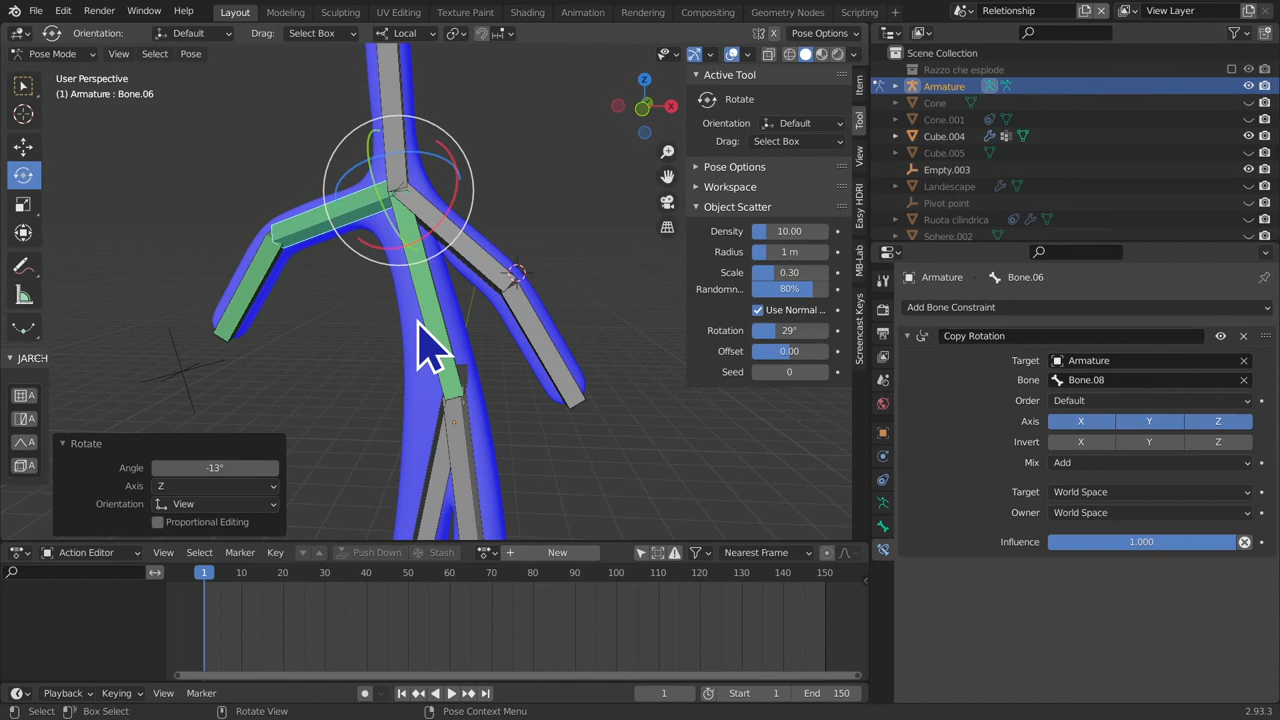 File Edit Render Window Help Layout Modeling Sculpting UV Editing Texture Paint Shading Animation Rendering Compositing Geometry Nodes Scripting + Relationship View Layer
Orientation: Default Drag: Select Box Local Pose Options
Pose Mode View Select Pose
User Perspective
(1) Armature : Bone.06
Z
X
JARCH
A
A
A
A
Rotate
Angle -13°
Axis Z
Orientation View
Proportional Editing
Active Tool
Rotate
Orientation Default
Drag: Select Box
Pose Options
Workspace
Object Scatter
Density 10.00
Radius 1 m
Scale 0.30
Randomn... 80%
Use Normal ...
Rotation 29°
Offset 0.00
Seed 0
Item
Tool
View
Easy HDRI
MB-Lab
Screencast Keys
Scene Collection
Razzo che esplode
Armature
Cone
Cone.001
Cube.004
Cube.005
Empty.003
Landscape
Pivot point
Ruota cilindrica
Sphere.002
Armature Bone.06
Add Bone Constraint
Copy Rotation
Target Armature
Bone Bone.08
Order Default
Axis X Y Z
Invert X Y Z
Mix Add
Target World Space
Owner World Space
Influence 1.000
Action Editor View Select Marker Key Push Down Stash + New Nearest Frame
1 10 20 30 40 50 60 70 80 90 100 110 120 130 140 150
Playback Keying View Marker 1 Start 1 End 150
Select Box Select Rotate View Pose Context Menu 2.93.3